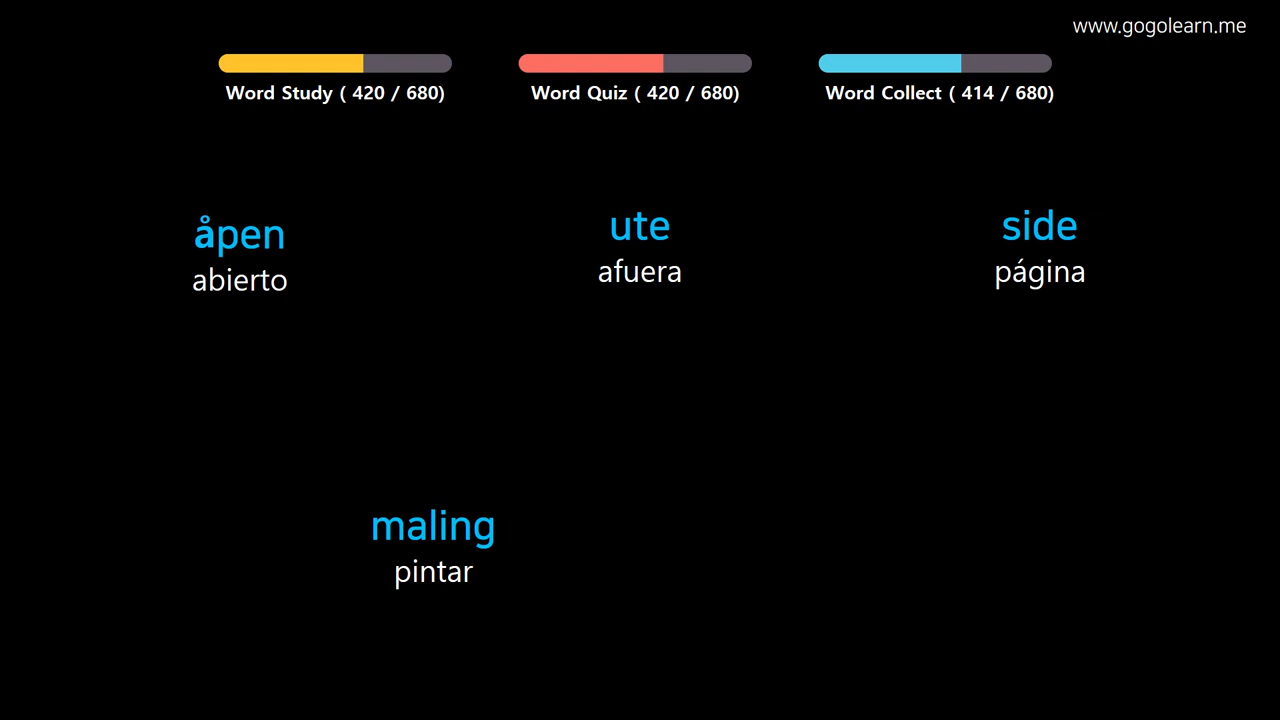 www.gogolearn.me
Word Study ( 420 / 680)
Word Quiz ( 420 / 680)
Word Collect ( 414 / 680)
åpen
abierto
ute
afuera
side
página
maling
pintar